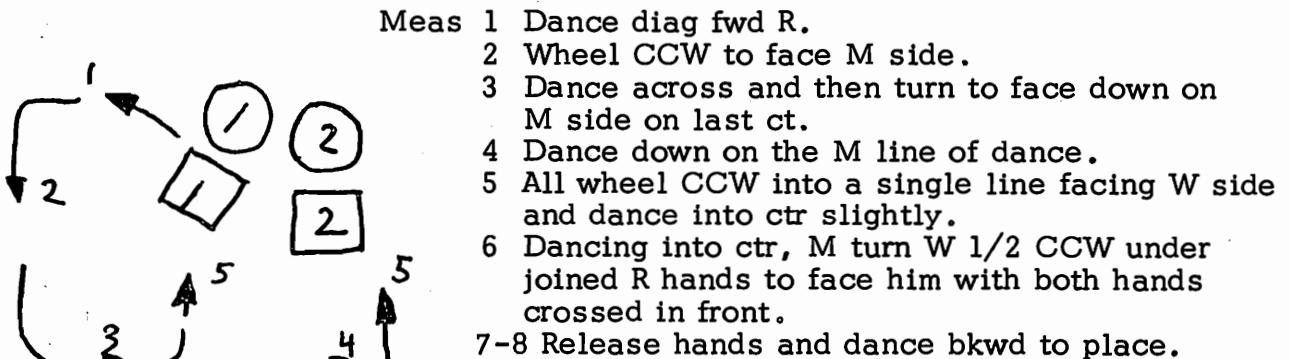 Meas 1 Dance diag fwd R.
2 Wheel CCW to face M side.
3 Dance across and then turn to face down on
M side on last ct.
4 Dance down on the M line of dance.
5 All wheel CCW into a single line facing W side
and dance into ctr slightly.
6 Dancing into ctr, M turn W 1/2 CCW under
joined R hands to face him with both hands
crossed in front.
7-8 Release hands and dance bkwd to place.
1
1
2
1
2
2
5
5
3
4